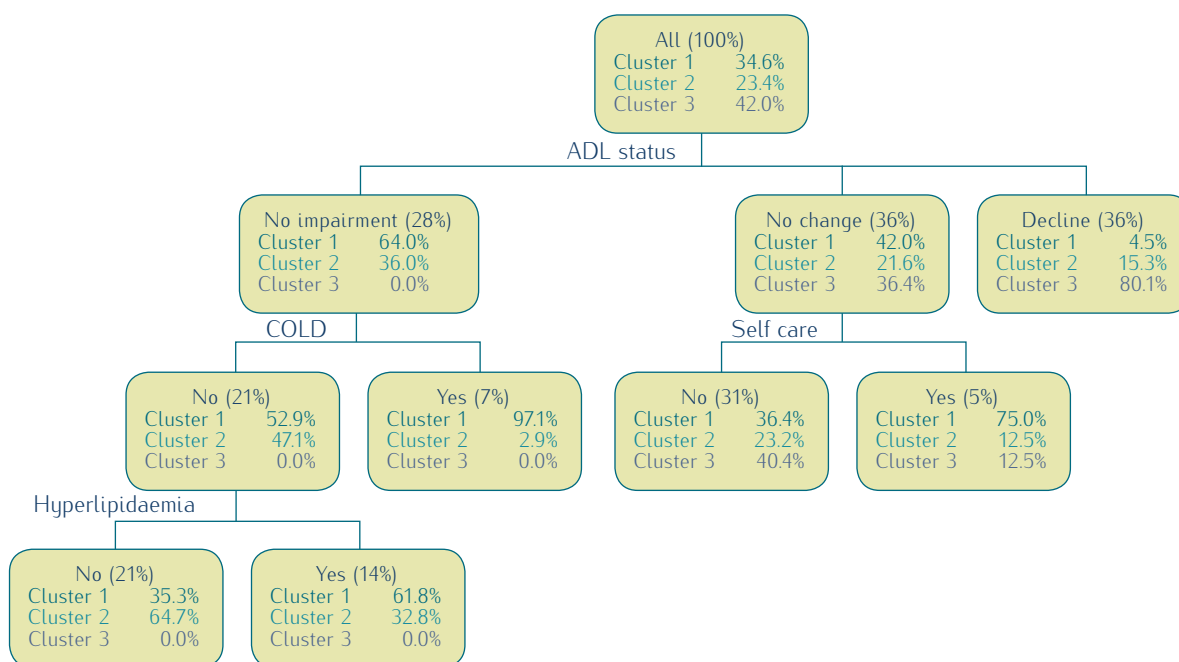 All (100%)
Cluster 1 34.6%
Cluster 2 23.4%
Cluster 3 42.0%
ADL status
No impairment (28%)
Cluster 1 64.0%
Cluster 2 36.0%
Cluster 3 0.0%
No change (36%)
Cluster 1 42.0%
Cluster 2 21.6%
Cluster 3 36.4%
Decline (36%)
Cluster 1 4.5%
Cluster 2 15.3%
Cluster 3 80.1%
COLD
Self care
No (21%)
Cluster 1 52.9%
Cluster 2 47.1%
Cluster 3 0.0%
Yes (7%)
Cluster 1 97.1%
Cluster 2 2.9%
Cluster 3 0.0%
No (31%)
Cluster 1 36.4%
Cluster 2 23.2%
Cluster 3 40.4%
Yes (5%)
Cluster 1 75.0%
Cluster 2 12.5%
Cluster 3 12.5%
Hyperlipidaemia
No (21%)
Cluster 1 35.3%
Cluster 2 64.7%
Cluster 3 0.0%
Yes (14%)
Cluster 1 61.8%
Cluster 2 32.8%
Cluster 3 0.0%